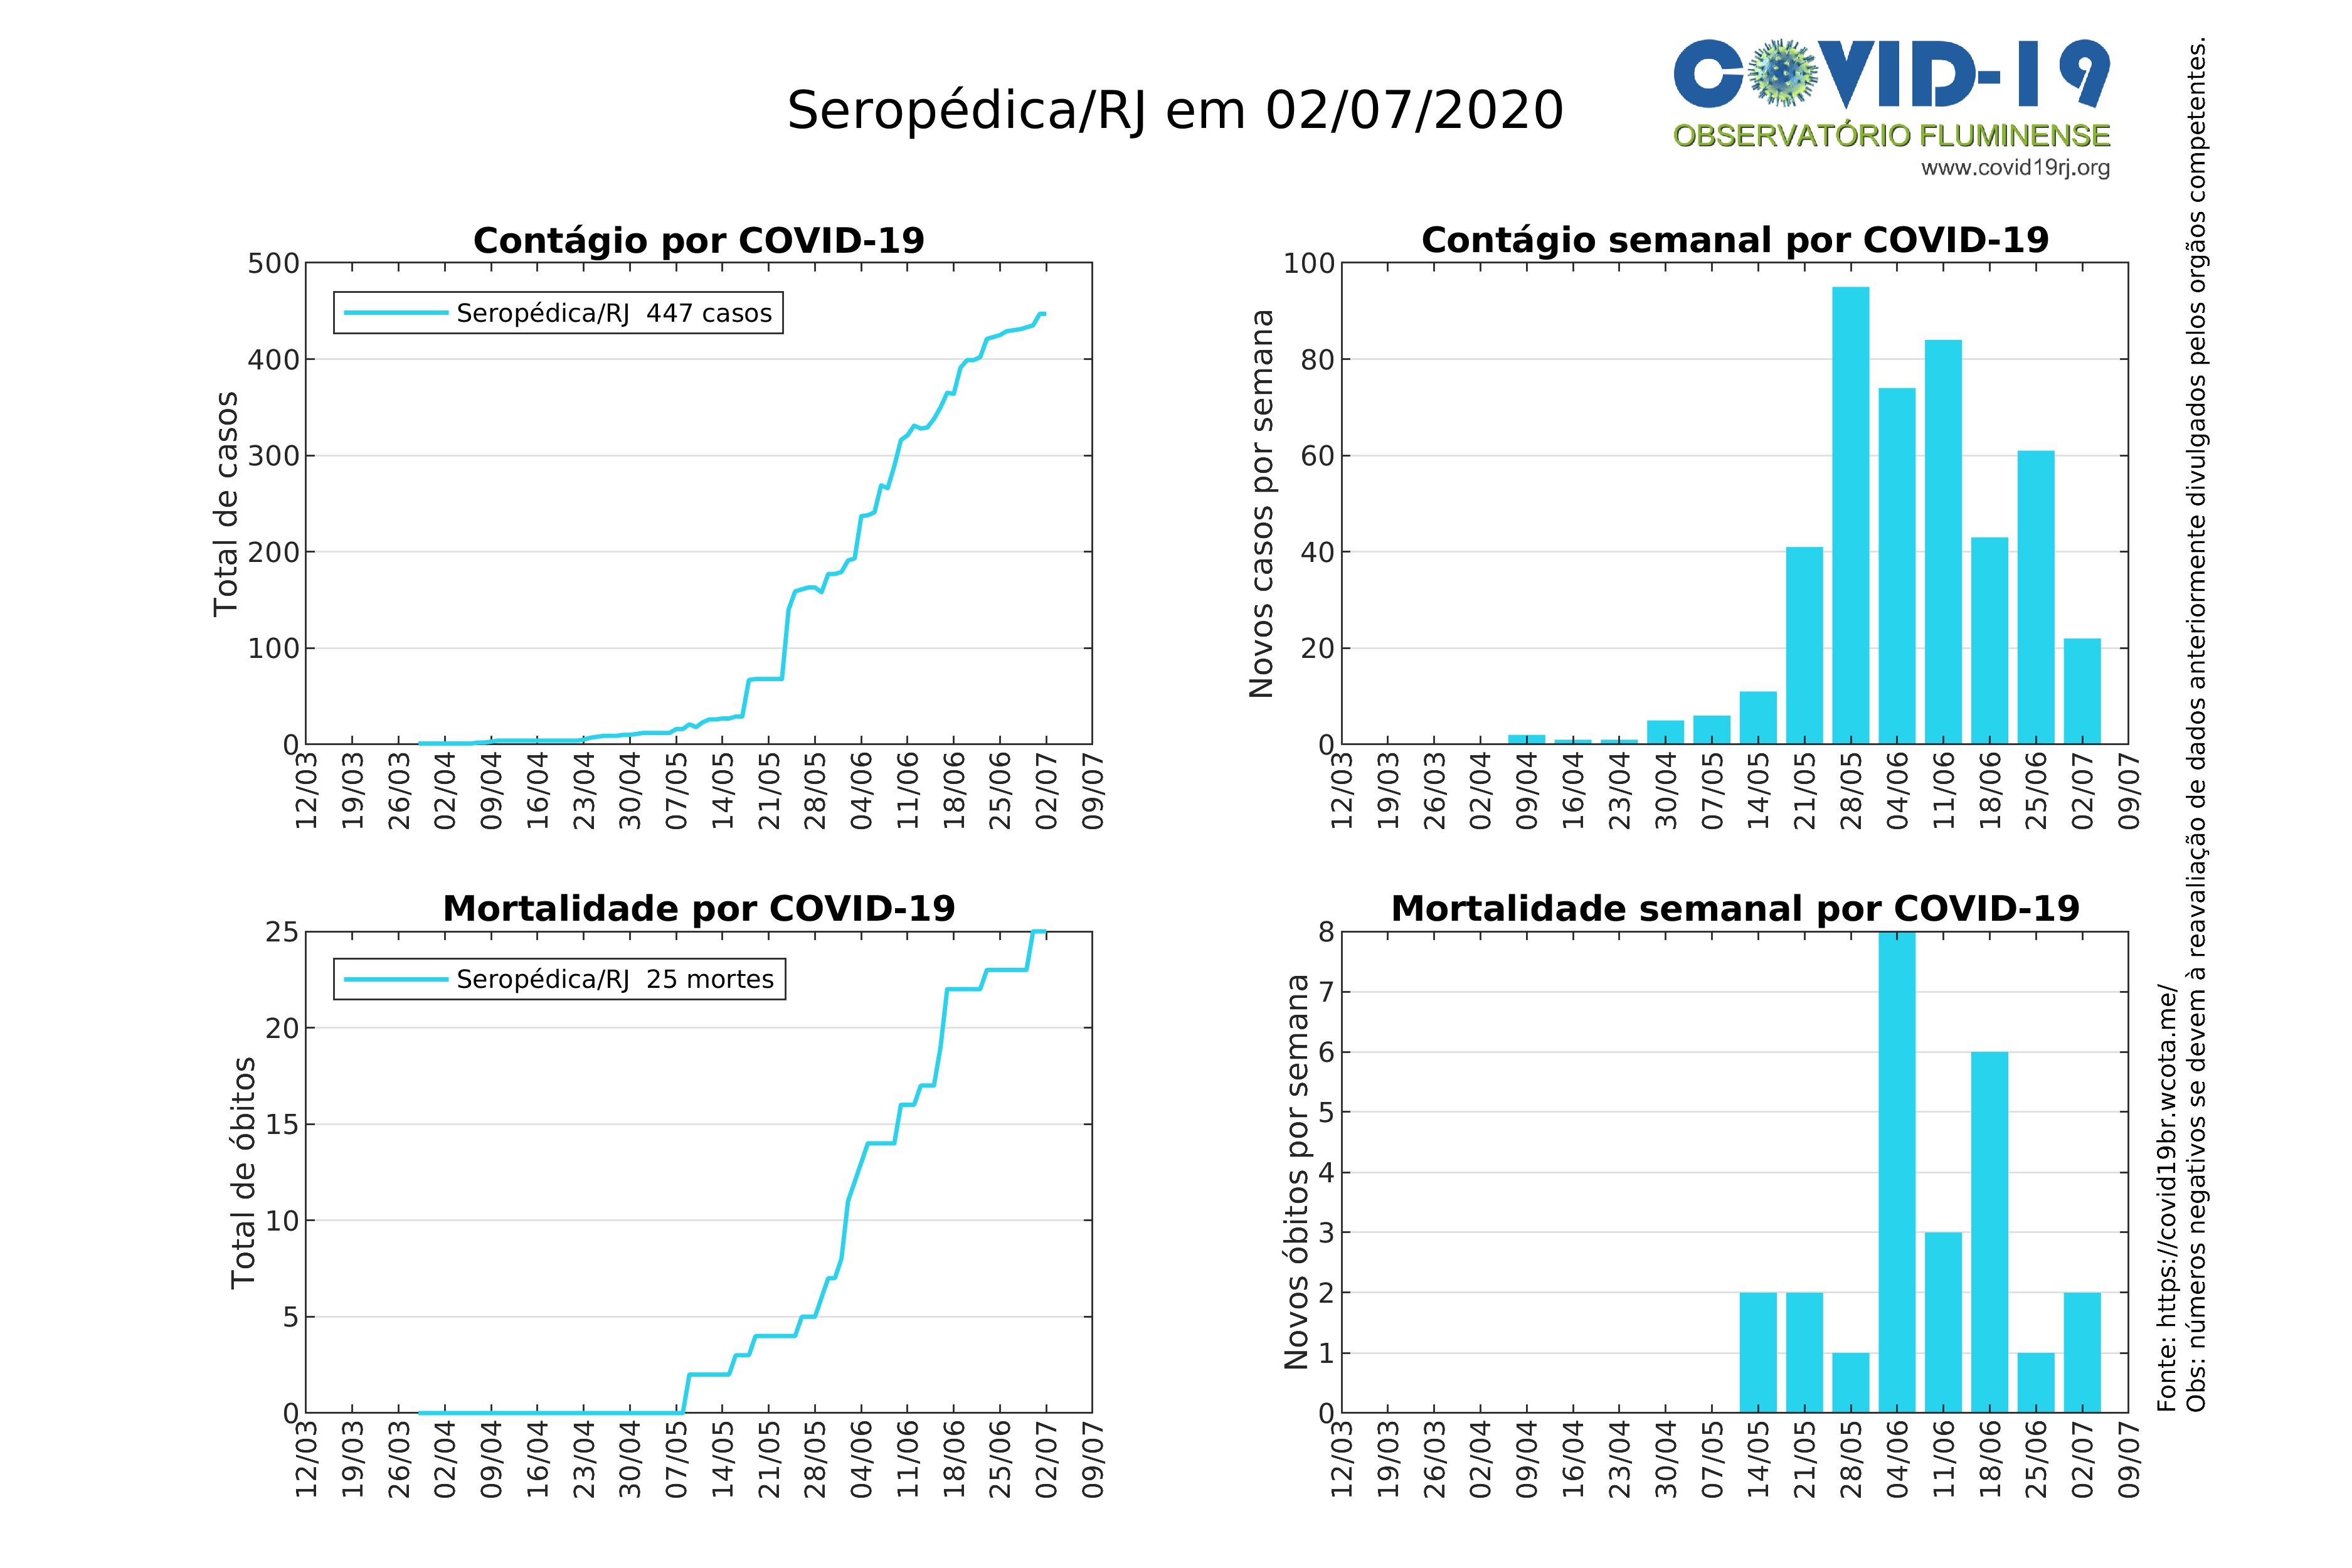 Seropédica/RJ em 02/07/2020
COVID-19
OBSERVATÓRIO FLUMINENSE
www.covid19rj.org
Contágio por COVID-19
Total de casos
500
400
300
200
100
0
Seropédica/RJ 447 casos
12/03 19/03 26/03 02/04 09/04 16/04 23/04 30/04 07/05 14/05 21/05 28/05 04/06 11/06 18/06 25/06 02/07 09/07
Contágio semanal por COVID-19
Novos casos por semana
100
80
60
40
20
0
12/03 19/03 26/03 02/04 09/04 16/04 23/04 30/04 07/05 14/05 21/05 28/05 04/06 11/06 18/06 25/06 02/07 09/07
Mortalidade por COVID-19
Total de óbitos
25
20
15
10
5
0
Seropédica/RJ 25 mortes
12/03 19/03 26/03 02/04 09/04 16/04 23/04 30/04 07/05 14/05 21/05 28/05 04/06 11/06 18/06 25/06 02/07 09/07
Mortalidade semanal por COVID-19
Novos óbitos por semana
8
7
6
5
4
3
2
1
0
12/03 19/03 26/03 02/04 09/04 16/04 23/04 30/04 07/05 14/05 21/05 28/05 04/06 11/06 18/06 25/06 02/07 09/07
Fonte: https://covid19br.wcota.me/
Obs: números negativos se devem à reavaliação de dados anteriormente divulgados pelos orgãos competentes.